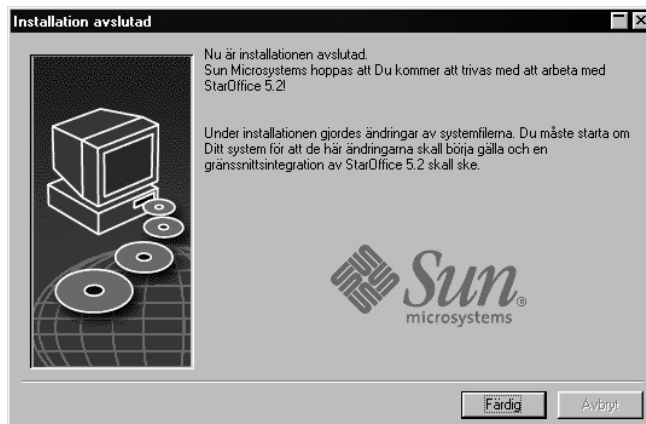 Installation avslutad
Nu är installationen avslutad.
Sun Microsystems hoppas att Du kommer att trivas med att arbeta med
StarOffice 5.2!
Under installationen gjordes ändringar av systemfilerna. Du måste starta om
Ditt system för att de här ändringarna skall börja gälla och en
gränssnittsintegration av StarOffice 5.2 skall ske.
Sun®
microsystems
Färdig
Avbryt